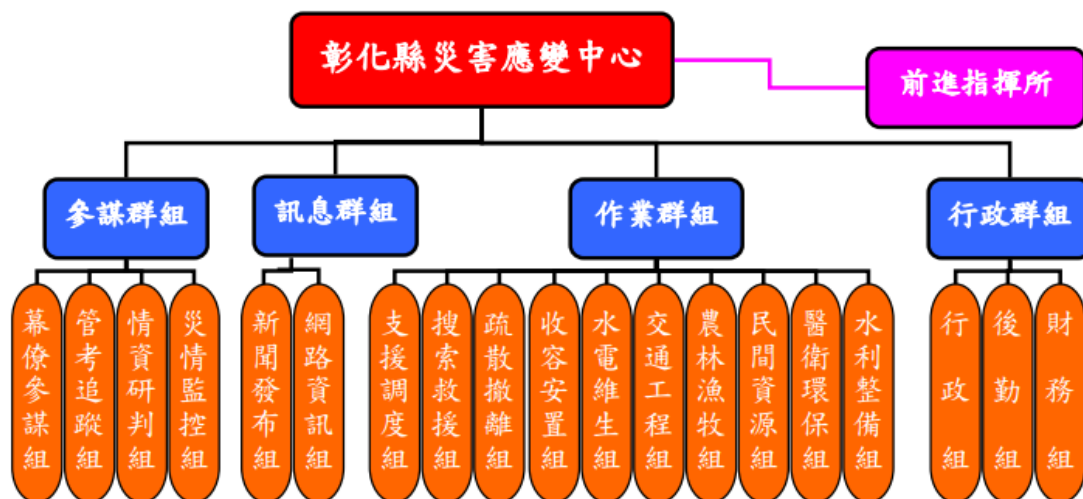 彰化縣災害應變中心
前進指揮所
參謀群組
訊息群組
作業群組
行政群組
幕僚參謀組
管考追蹤組
情資研判組
災情監控組
新聞發布組
網路資訊組
支援調度組
搜索救援組
疏散撤離組
收容安置組
水電維生組
交通工程組
農林漁牧組
民間資源組
醫衛環保組
水利整備組
行政組
後勤組
財務組